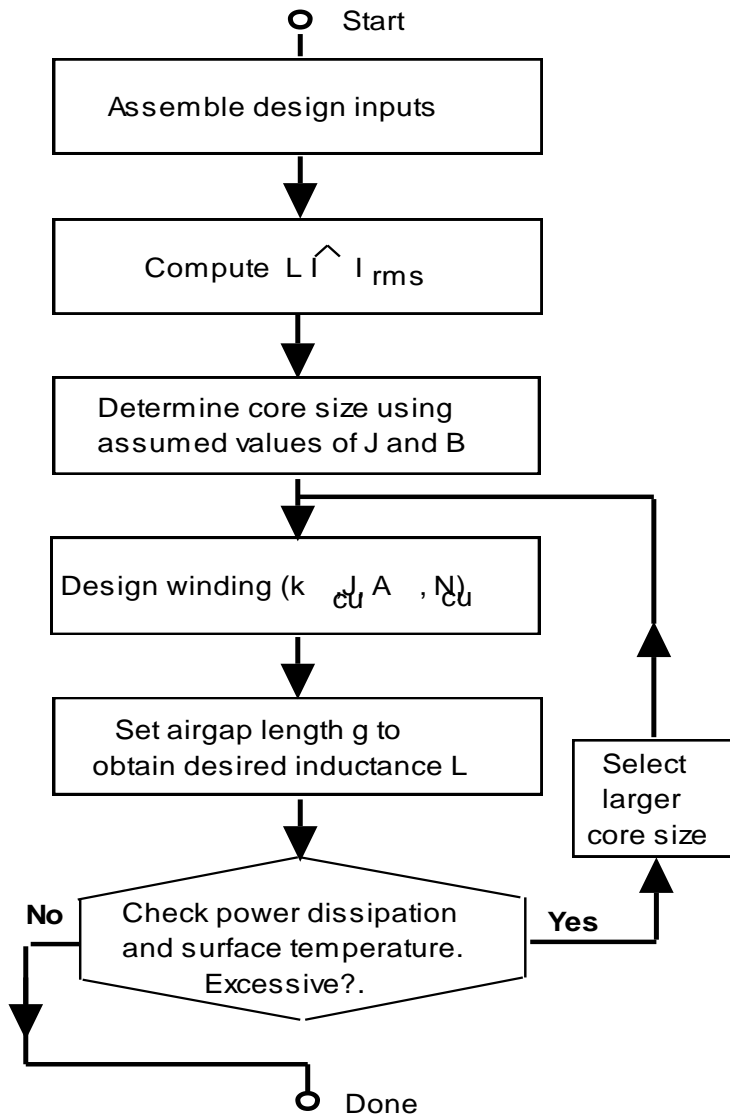 Start
Assemble design inputs
Compute L Î I rms
Determine core size using
assumed values of J and B
Design winding (k cu, J, A cu, N)
Set airgap length g to
obtain desired inductance L
Select
larger
core size
No
Check power dissipation
and surface temperature.
Excessive?.
Yes
Done